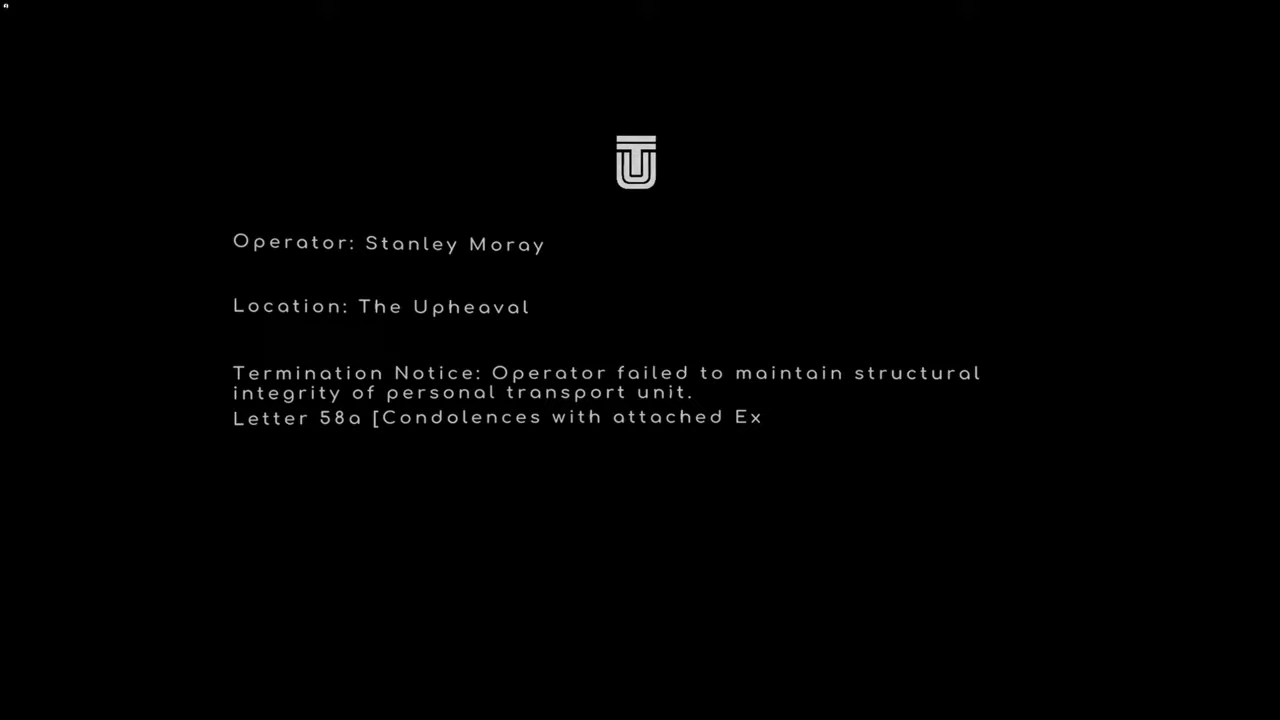 Operator: Stanley Moray
Location: The Upheaval
Termination Notice: Operator failed to maintain structural
integrity of personal transport unit.
Letter 58a [Condolences with attached Ex